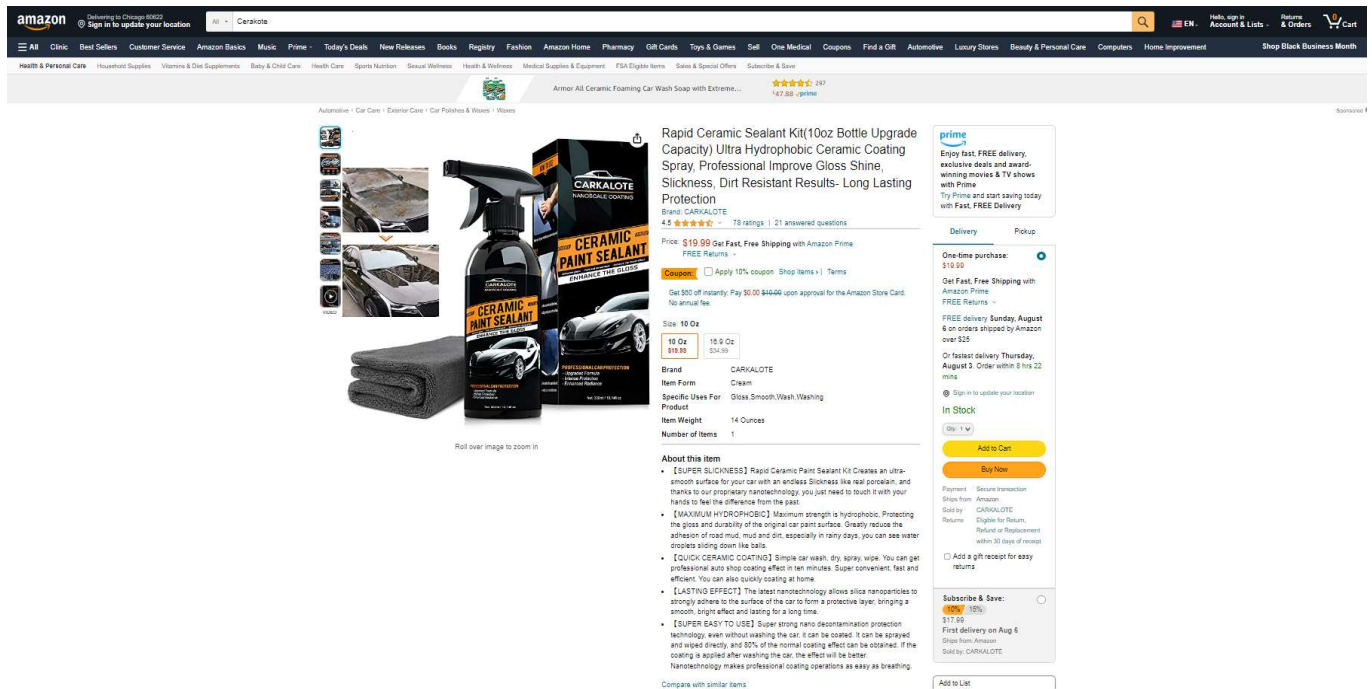 amazon
Delivering to Chicago 60622
Sign in to update your location
All
Cerakote
EN
Hello, sign in
Account & Lists
Returns
& Orders
0
Cart
All
Clinic
Best Sellers
Customer Service
Amazon Basics
Music
Prime
Today's Deals
New Releases
Books
Registry
Fashion
Amazon Home
Pharmacy
Gift Cards
Toys & Games
Sell
One Medical
Coupons
Find a Gift
Automotive
Luxury Stores
Beauty & Personal Care
Computers
Home Improvement
Shop Black Business Month
Health & Personal Care
Household Supplies
Vitamins & Diet Supplements
Baby & Child Care
Health Care
Sports Nutrition
Sexual Wellness
Health & Wellness
Medical Supplies & Equipment
FSA Eligible Items
Sales & Special Offers
Subscribe & Save
Armor All Ceramic Foaming Car Wash Soap with Extreme...
297
$47.88 prime
Automotive › Car Care › Exterior Care › Car Polishes & Waxes › Waxes
Sponsored
VIDEO
CARKALOTE
NANOSCALE COATING
CERAMIC
PAINT SEALANT
ENHANCE THE GLOSS
PROFESSIONAL CAR PROTECTION
- Upgraded Formula
- Intense Protection
- Enhanced Radiance
CARKALOTE
CERAMIC
PAINT SEALANT
ENHANCE THE GLOSS
PROFESSIONAL CAR PROTECTION
Roll over image to zoom in
Rapid Ceramic Sealant Kit(10oz Bottle Upgrade
Capacity) Ultra Hydrophobic Ceramic Coating
Spray, Professional Improve Gloss Shine,
Slickness, Dirt Resistant Results- Long Lasting
Protection
Brand: CARKALOTE
4.5
78 ratings | 21 answered questions
Price: $19.99 Get Fast, Free Shipping with Amazon Prime
FREE Returns
Coupon: Apply 10% coupon Shop items › | Terms
Get $50 off instantly: Pay $0.00 $19.99 upon approval for the Amazon Store Card.
No annual fee.
Size: 10 Oz
10 Oz
$19.99
16.9 Oz
$34.99
Brand CARKALOTE
Item Form Cream
Specific Uses For Gloss,Smooth,Wash,Washing
Product
Item Weight 14 Ounces
Number of Items 1
About this item
• 【SUPER SLICKNESS】Rapid Ceramic Paint Sealant Kit Creates an ultra-
smooth surface for your car with an endless Slickness like real porcelain, and
thanks to our proprietary nanotechnology, you just need to touch it with your
hands to feel the difference from the past.
• 【MAXIMUM HYDROPHOBIC】Maximum strength is hydrophobic, Protecting
the gloss and durability of the original car paint surface. Greatly reduce the
adhesion of road mud, mud and dirt, especially in rainy days, you can see water
droplets sliding down like balls.
• 【QUICK CERAMIC COATING】Simple car wash, dry, spray, wipe. You can get
professional auto shop coating effect in ten minutes. Super convenient, fast and
efficient. You can also quickly coating at home.
• 【LASTING EFFECT】The latest nanotechnology allows silica nanoparticles to
strongly adhere to the surface of the car to form a protective layer, bringing a
smooth, bright effect and lasting for a long time.
• 【SUPER EASY TO USE】Super strong nano decontamination protection
technology, even without washing the car, it can be coated. It can be sprayed
and wiped directly, and 80% of the normal coating effect can be obtained. If the
coating is applied after washing the car, the effect will be better.
Nanotechnology makes professional coating operations as easy as breathing.
Compare with similar items
prime
Enjoy fast, FREE delivery,
exclusive deals and award-
winning movies & TV shows
with Prime
Try Prime and start saving today
with Fast, FREE Delivery
Delivery
Pickup
One-time purchase:
$19.99
Get Fast, Free Shipping with
Amazon Prime
FREE Returns
FREE delivery Sunday, August
6 on orders shipped by Amazon
over $25
Or fastest delivery Thursday,
August 3. Order within 8 hrs 22
mins
Sign in to update your location
In Stock
Qty: 1
Add to Cart
Buy Now
Payment Secure transaction
Ships from Amazon
Sold by CARKALOTE
Returns Eligible for Return,
Refund or Replacement
within 30 days of receipt
Add a gift receipt for easy
returns
Subscribe & Save:
10% 15%
$17.99
First delivery on Aug 6
Ships from: Amazon
Sold by: CARKALOTE
Add to List